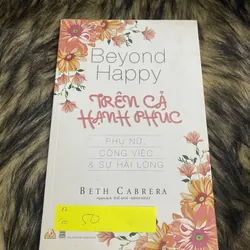 Beyond
Happy
TRÊN CẢ
HẠNH PHÚC
PHỤ NỮ,
CÔNG VIỆC
& SỰ HÀI LÒNG
BETH CABRERA
50